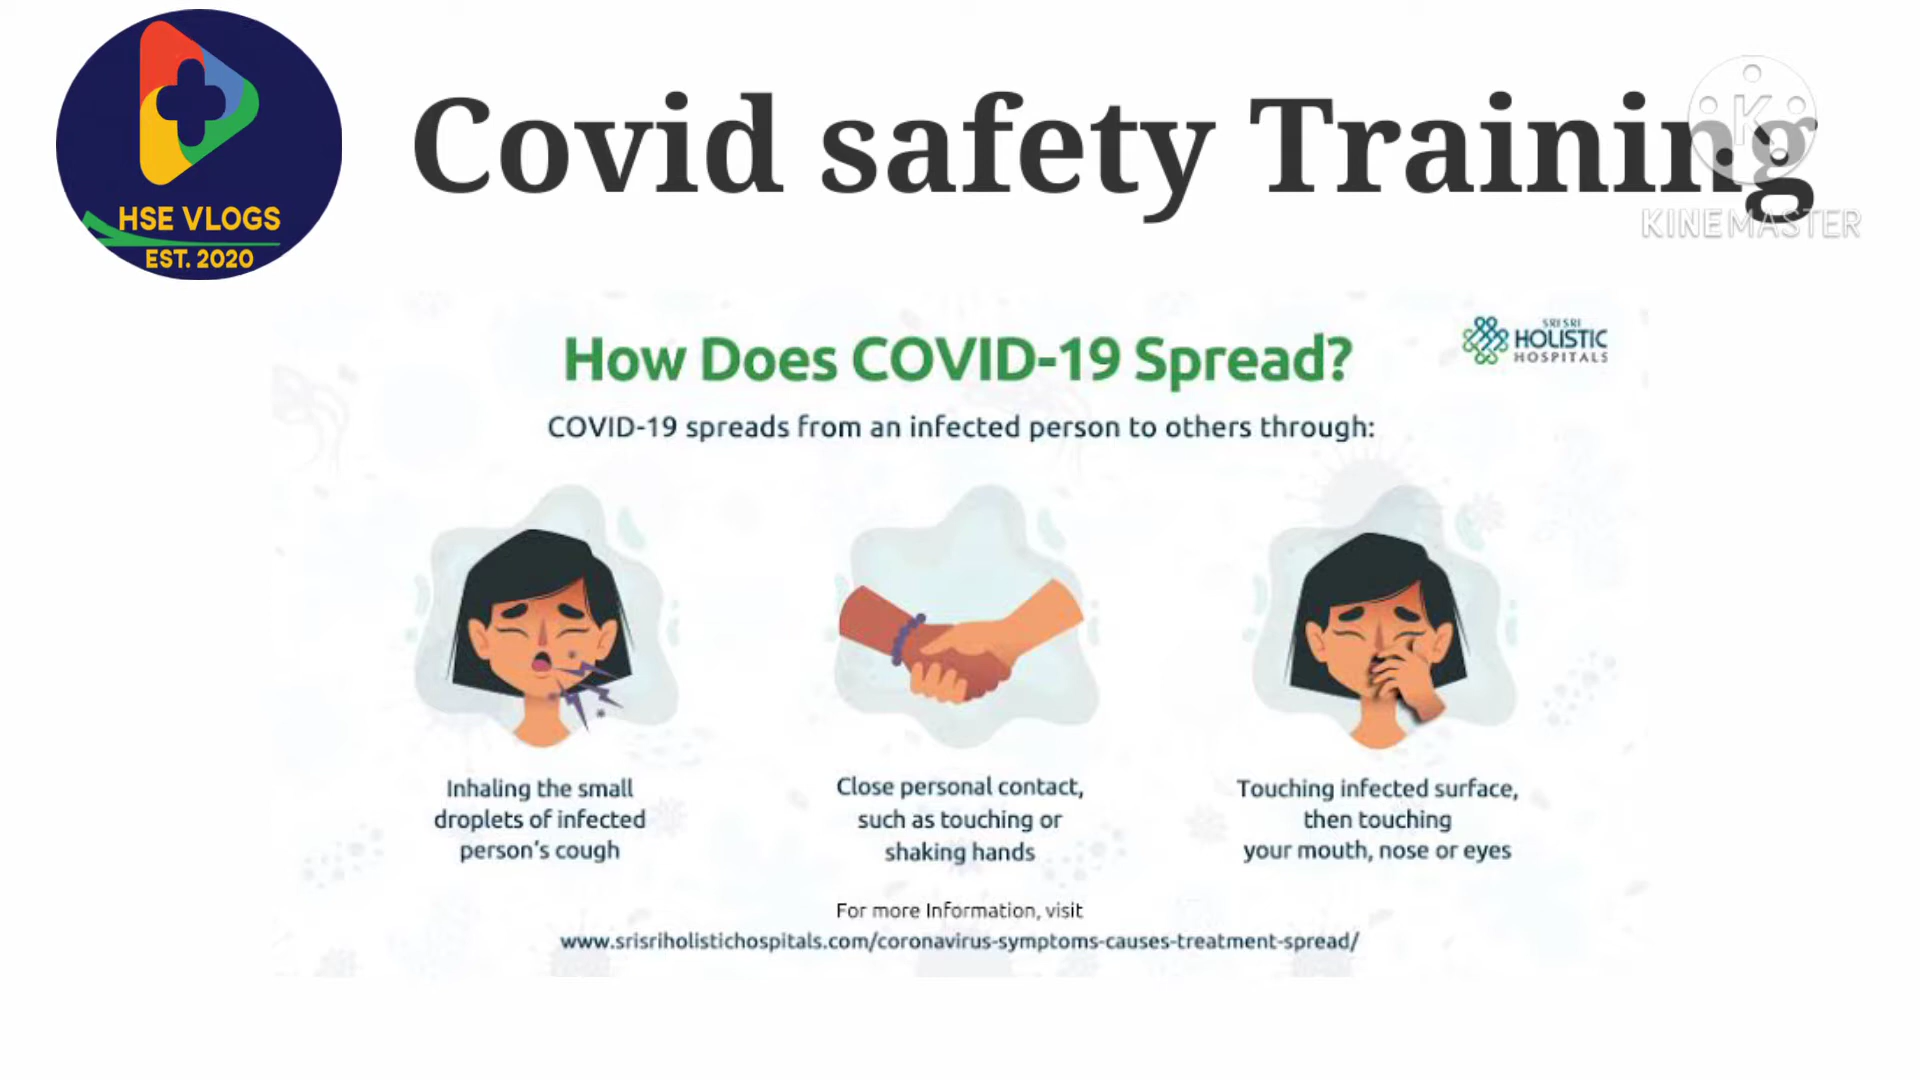 HSE VLOGS
EST. 2020
Covid safety Training
K
KINEMASTER
How Does COVID-19 Spread?
SRI SRI
HOLISTIC
HOSPITALS
COVID-19 spreads from an infected person to others through:
Inhaling the small
droplets of infected
person's cough
Close personal contact,
such as touching or
shaking hands
Touching infected surface,
then touching
your mouth, nose or eyes
For more Information, visit
www.srisriholistichospitals.com/coronavirus-symptoms-causes-treatment-spread/